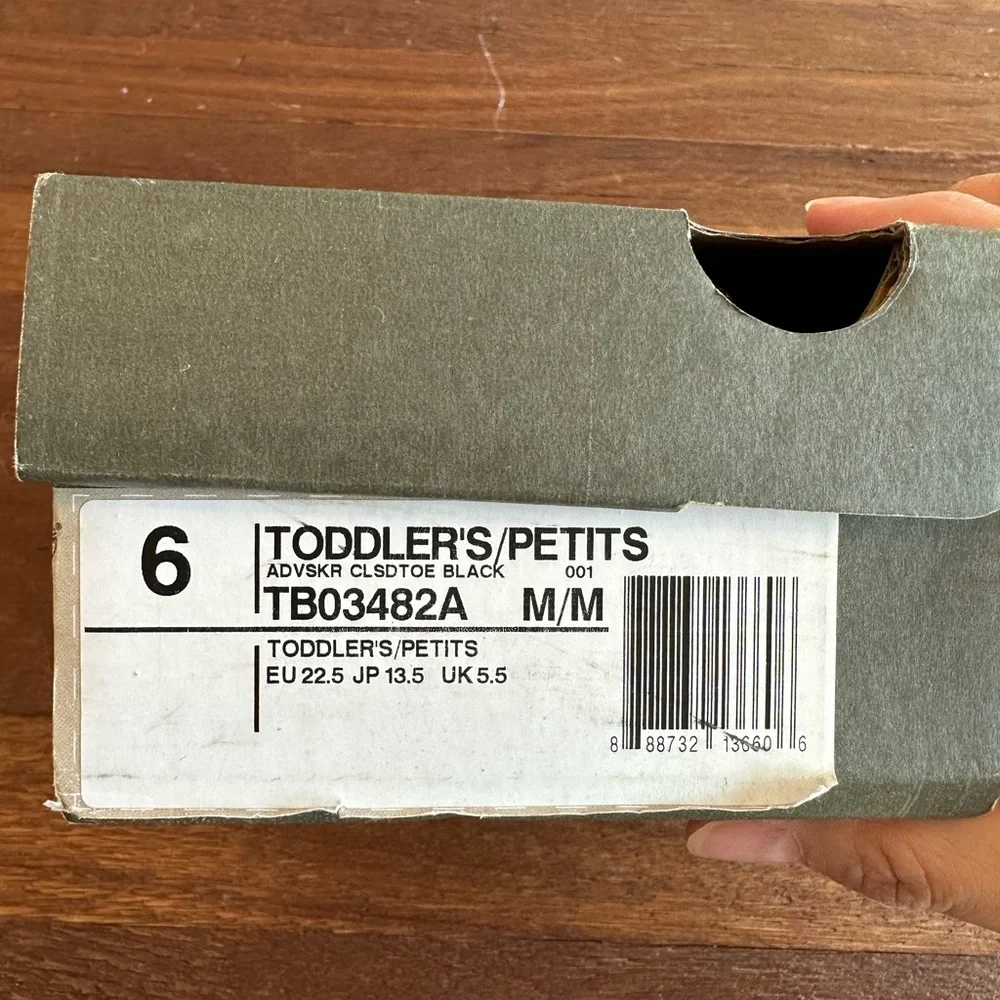 6
TODDLER'S/PETITS
ADVSKR CLSDTOE BLACK 001
TB03482A M/M
TODDLER'S/PETITS
EU 22.5 JP 13.5 UK 5.5
8 88732 13660 6